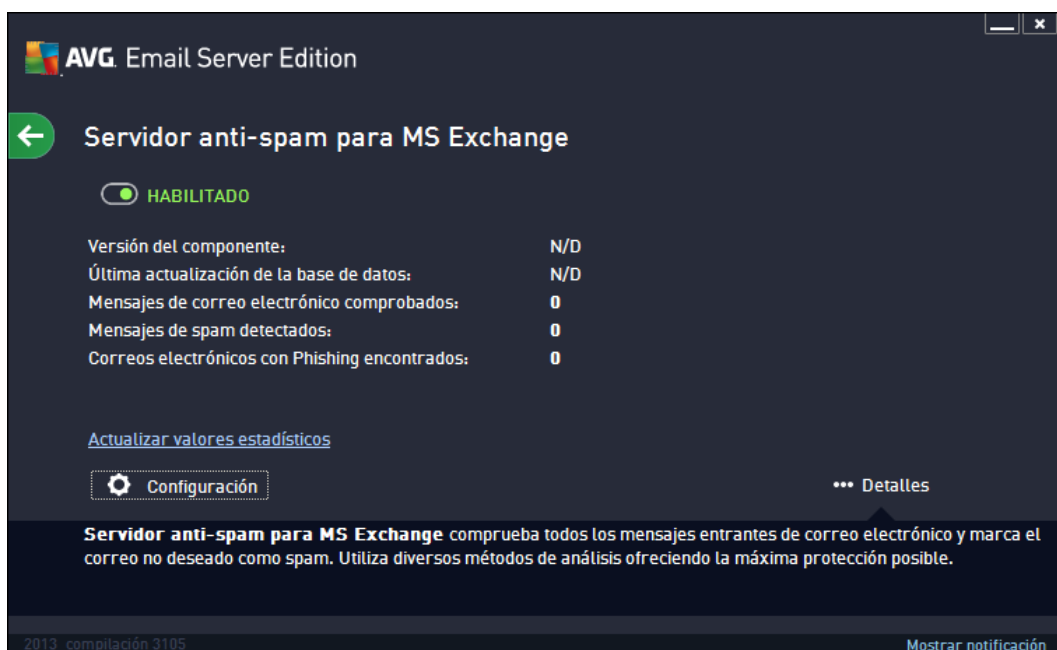 AVG. Email Server Edition
Servidor anti-spam para MS Exchange
HABILITADO
Versión del componente: N/D
Última actualización de la base de datos: N/D
Mensajes de correo electrónico comprobados: 0
Mensajes de spam detectados: 0
Correos electrónicos con Phishing encontrados: 0
Actualizar valores estadísticos
Configuración
••• Detalles
Servidor anti-spam para MS Exchange comprueba todos los mensajes entrantes de correo electrónico y marca el
correo no deseado como spam. Utiliza diversos métodos de análisis ofreciendo la máxima protección posible.
2013 compilación 3105
Mostrar notificación